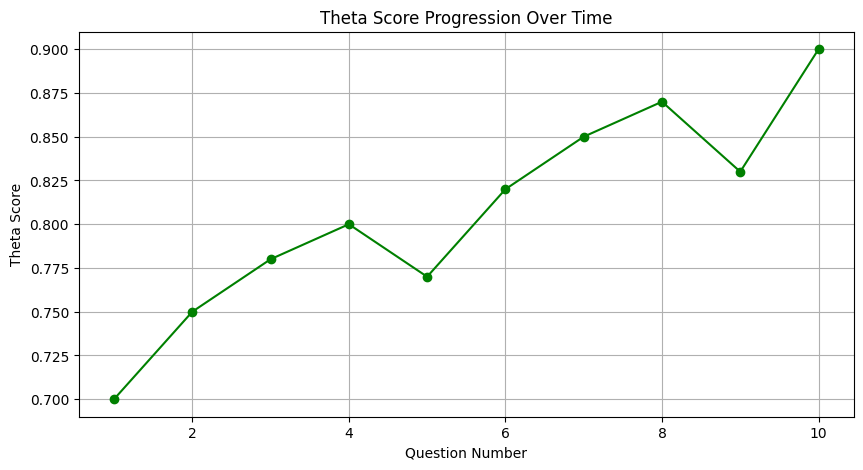 Theta Score Progression Over Time
0.900
0.875
0.850
0.825
0.800
0.775
0.750
0.725
0.700
Theta Score
2 4 6 8 10
Question Number